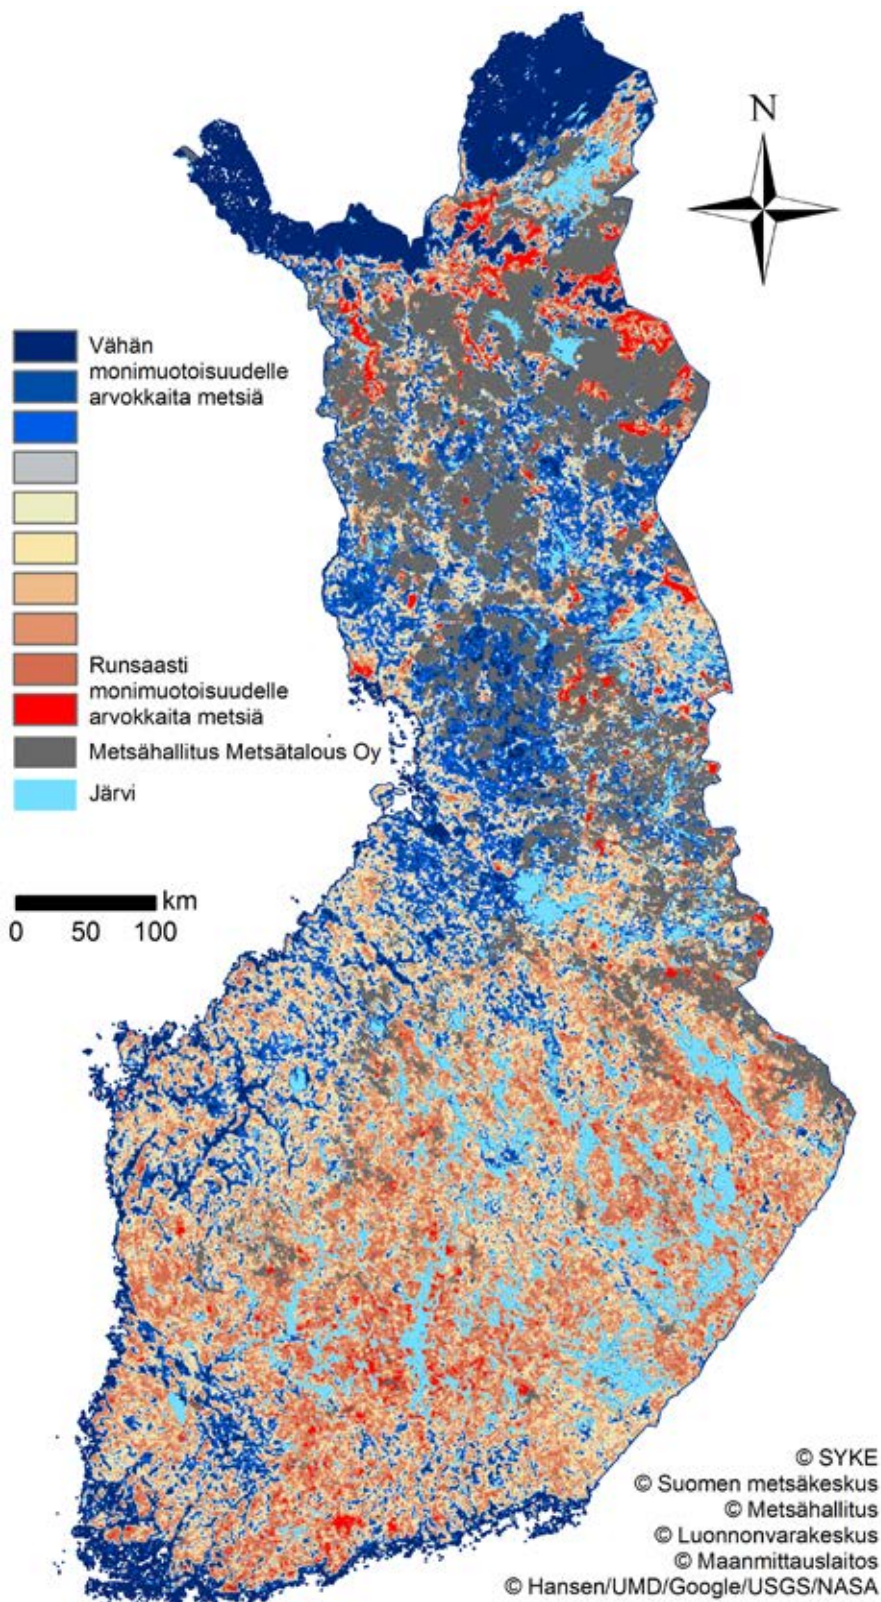 N
Vähän
monimuotoisuudelle
arvokkaita metsiä
Runsaasti
monimuotoisuudelle
arvokkaita metsiä
Metsähallitus Metsätalous Oy
Järvi
km
0 50 100
© SYKE
© Suomen metsäkeskus
© Metsähallitus
© Luonnonvarakeskus
© Maanmittauslaitos
© Hansen/UMD/Google/USGS/NASA